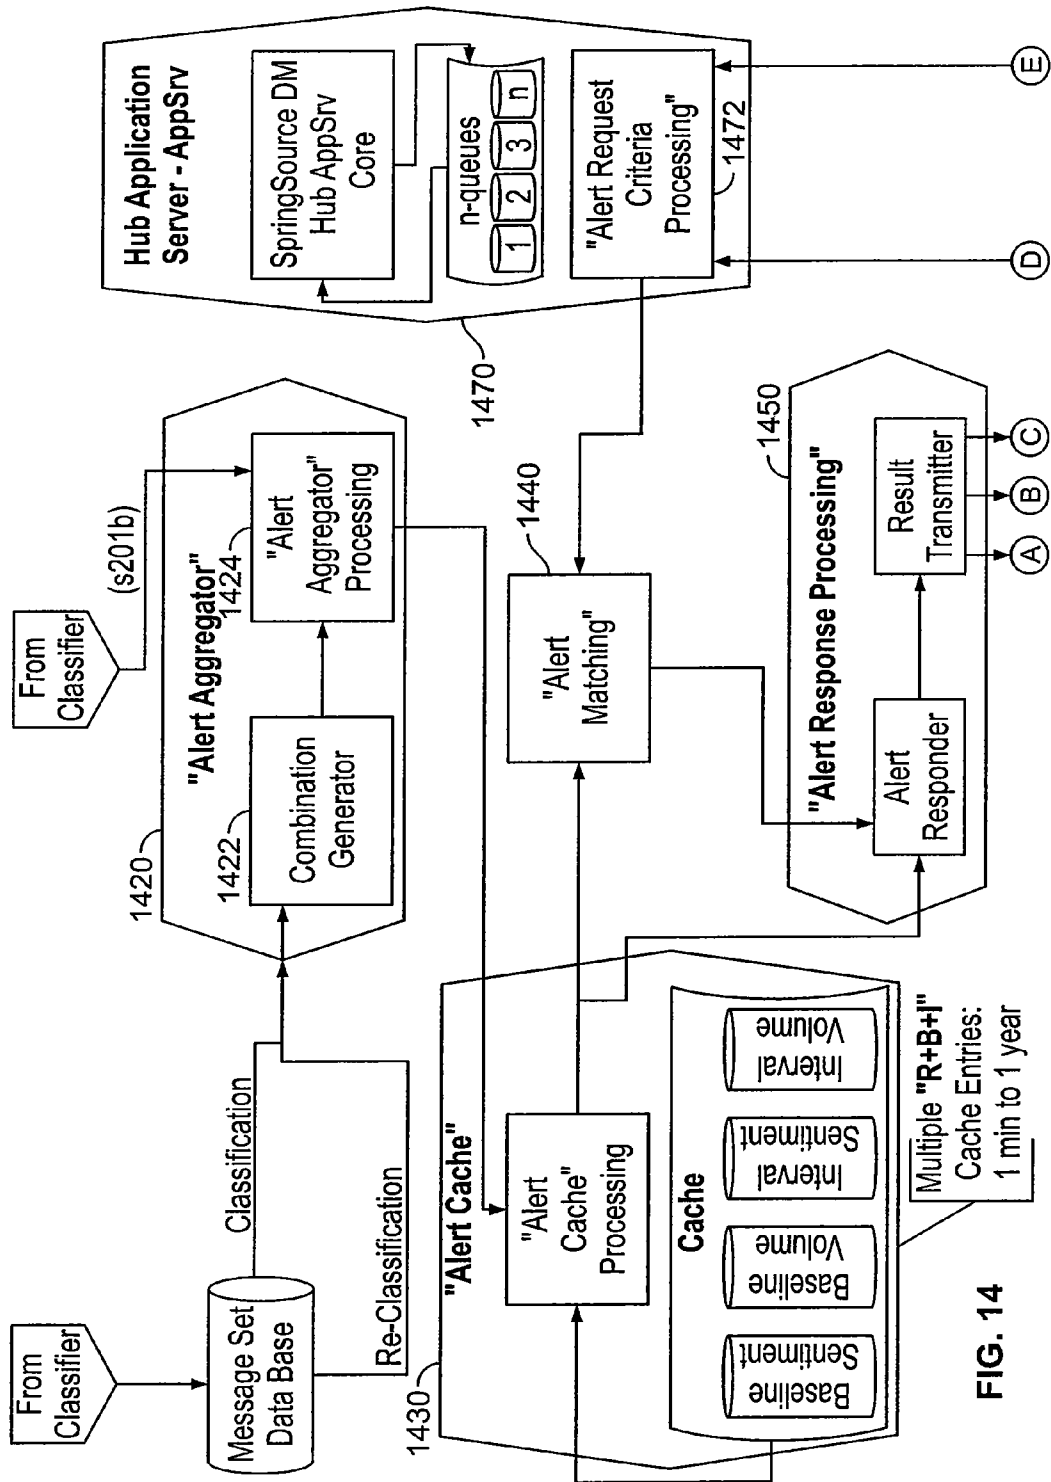 From
Classifier
Message Set
Data Base
Classification
Re-Classification
From
Classifier
(s201b)
1420
"Alert Aggregator"
1422
Combination
Generator
1424
"Alert
Aggregator"
Processing
Hub Application
Server - AppSrv
SpringSource DM
Hub AppSrv
Core
n-queues
1
2
3
n
"Alert Request
Criteria
Processing"
1472
1470
D
E
1430
"Alert Cache"
"Alert
Cache"
Processing
Cache
Baseline
Sentiment
Baseline
Volume
Interval
Sentiment
Interval
Volume
Multiple "R+B+I"
Cache Entries:
1 min to 1 year
1440
"Alert
Matching"
1450
"Alert Response Processing"
Alert
Responder
Result
Transmitter
A
B
C
FIG. 14